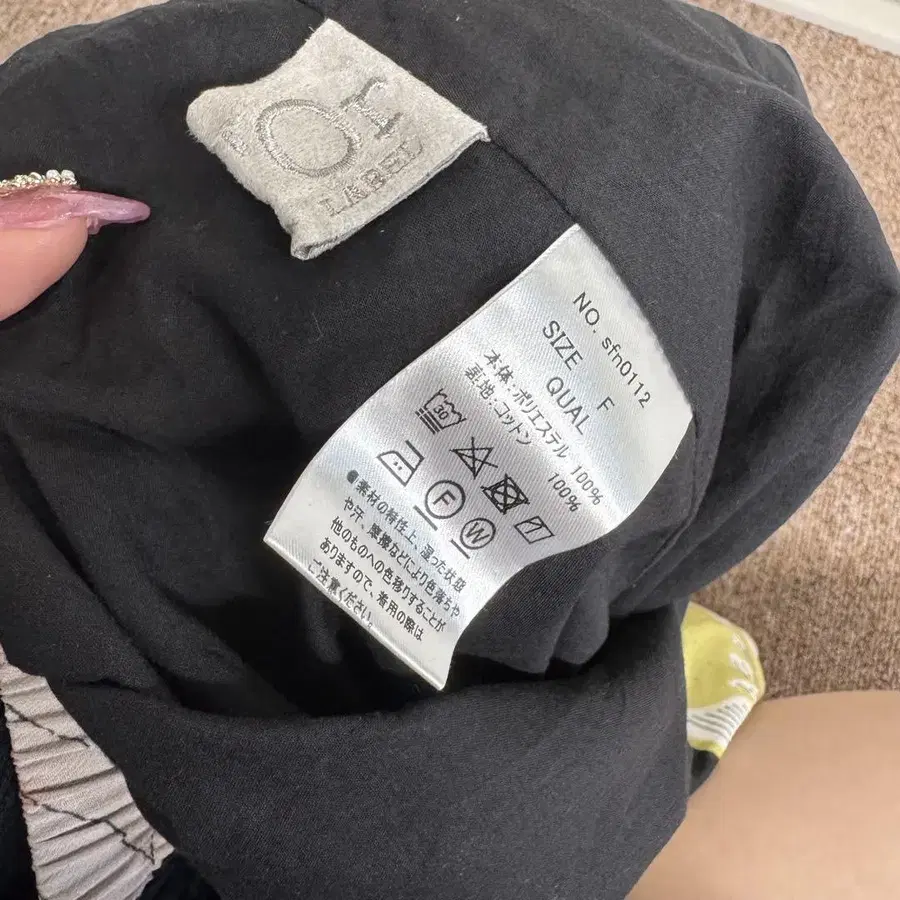 'Or
LABEL
NO. sfn0112
SIZE F
QUAL
本体:ポリエステル 100%
裏地:コットン 100%
30
F
W
●素材の特性上、湿った状態
や汗、摩擦などにより色落ちや
他のものへの色移りすることが
ありますので、着用の際は
ご注意ください。